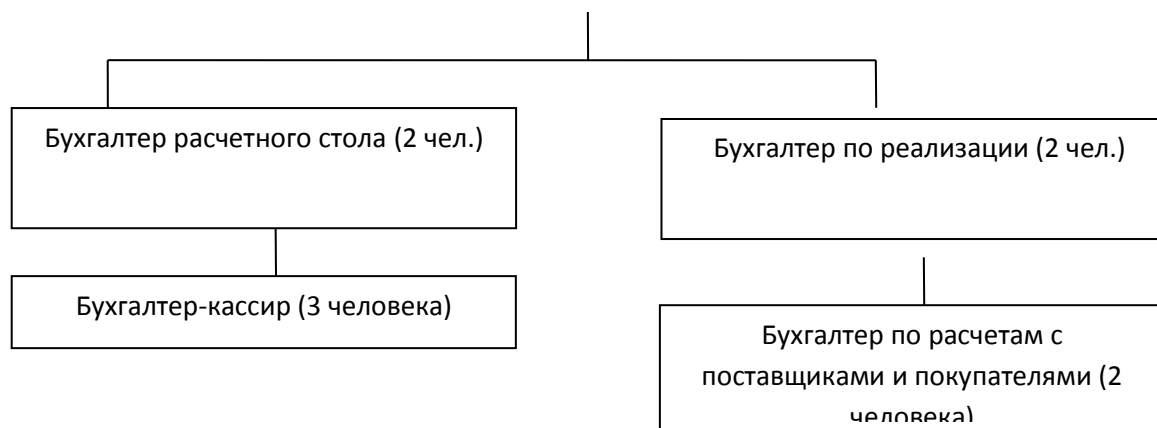 Бухгалтер расчетного стола (2 чел.)
Бухгалтер по реализации (2 чел.)
Бухгалтер-кассир (3 человека)
Бухгалтер по расчетам с
поставщиками и покупателями (2
человека)